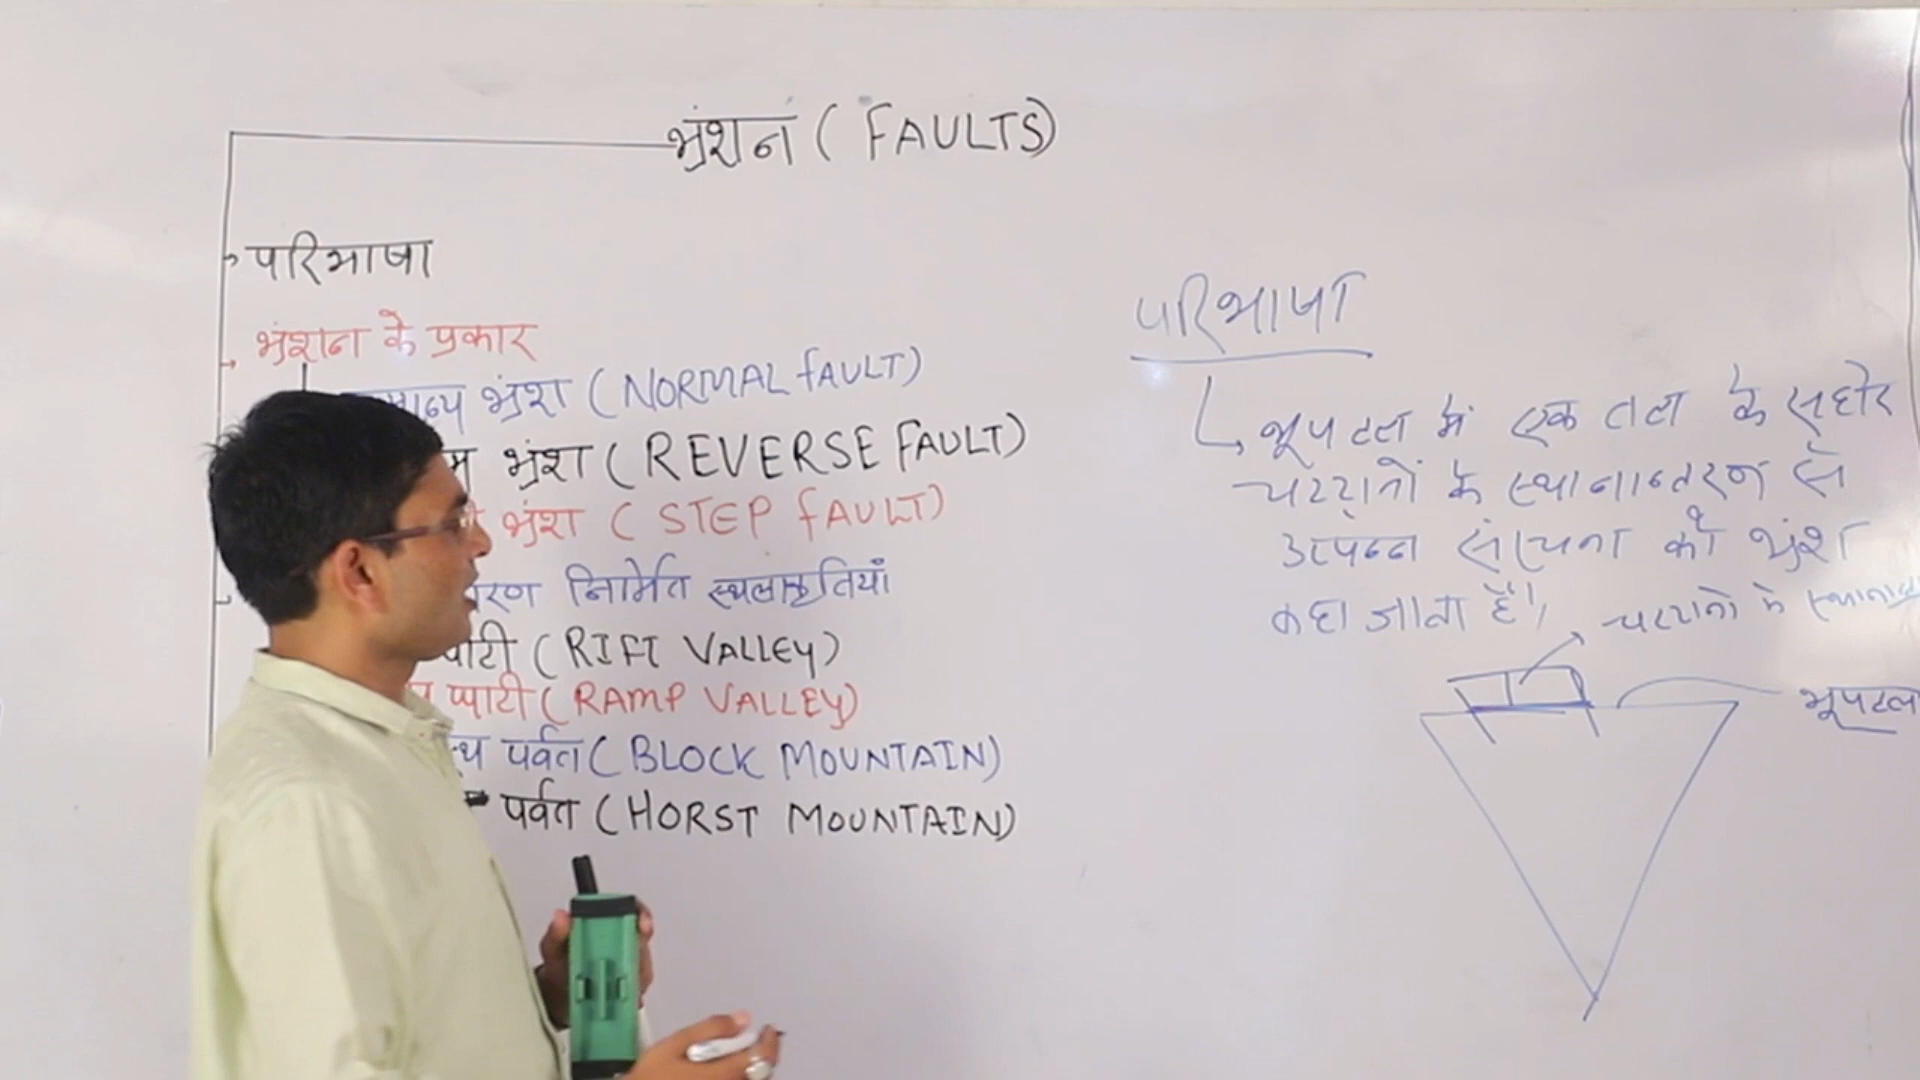 भ्रंशन ( FAULTS)
परिभाषा
भ्रंशन के प्रकार
भ्रंश ( NORMAL fAULT)
भ्रंश ( REVERSE FAULT)
भ्रंश ( STEP fAULT)
निर्मित स्थलाकृतियां
घाटी ( RIFT VALLEY)
घाटी ( RAMP VALLEY)
पर्वत ( BLOCK MOUNTAIN)
पर्वत ( HORST MOUNTAIN)
परिभाषा
भूपटल में एक तल के सहारे
चट्टानों के स्थानान्तरण से
उत्पन्न संरचना को भ्रंश
कहा जाता है।
चट्टानों में
भूपटल